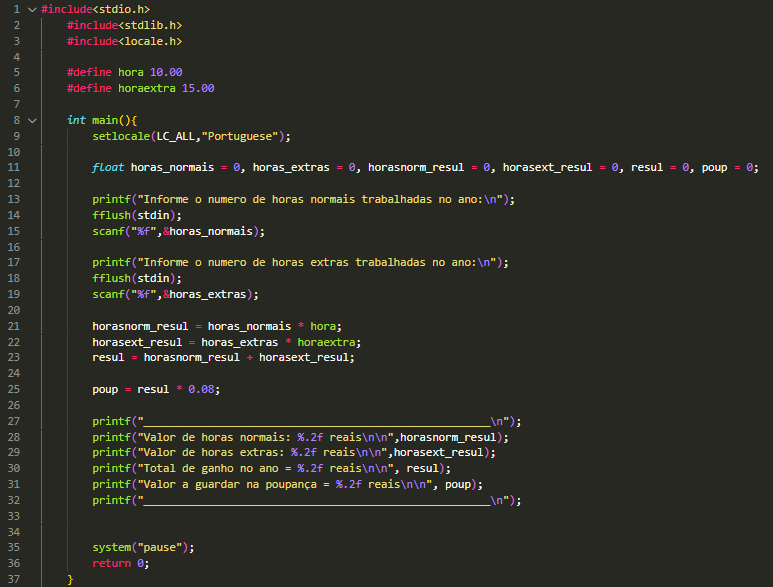 1 #include<stdio.h>
2 #include<stdlib.h>
3 #include<locale.h>
4
5 #define hora 10.00
6 #define horaextra 15.00
7
8 int main(){
9 setlocale(LC_ALL,"Portuguese");
10
11 float horas_normais = 0, horas_extras = 0, horasnorm_resul = 0, horasext_resul = 0, resul = 0, poup = 0;
12
13 printf("Informe o numero de horas normais trabalhadas no ano:\n");
14 fflush(stdin);
15 scanf("%f",&horas_normais);
16
17 printf("Informe o numero de horas extras trabalhadas no ano:\n");
18 fflush(stdin);
19 scanf("%f",&horas_extras);
20
21 horasnorm_resul = horas_normais * hora;
22 horasext_resul = horas_extras * horaextra;
23 resul = horasnorm_resul + horasext_resul;
24
25 poup = resul * 0.08;
26
27 printf("______________________________________________________\n");
28 printf("Valor de horas normais: %.2f reais\n\n",horasnorm_resul);
29 printf("Valor de horas extras: %.2f reais\n\n",horasext_resul);
30 printf("Total de ganho no ano = %.2f reais\n\n", resul);
31 printf("Valor a guardar na poupança = %.2f reais\n\n", poup);
32 printf("______________________________________________________\n");
33
34
35 system("pause");
36 return 0;
37 }